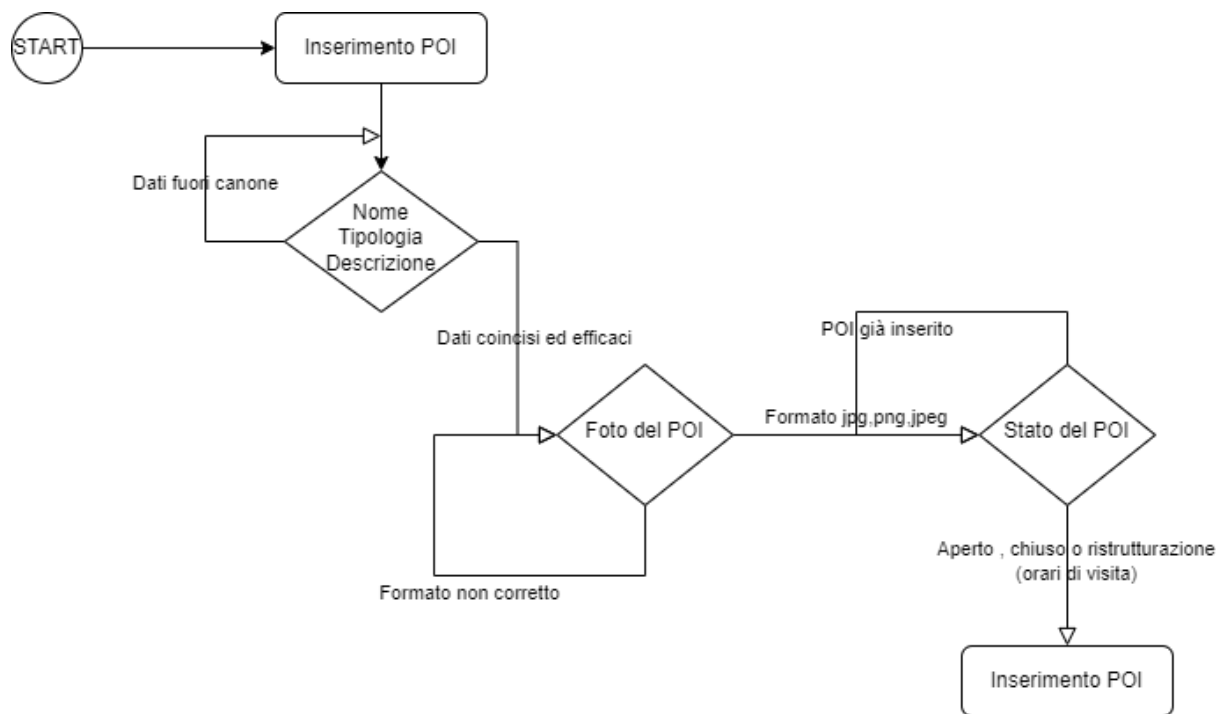 START
Inserimento POI
Dati fuori canone
Nome
Tipologia
Descrizione
Dati coincisi ed efficaci
POI già inserito
Foto del POI
Formato jpg,png,jpeg
Stato del POI
Formato non corretto
Aperto , chiuso o ristrutturazione
(orari di visita)
Inserimento POI